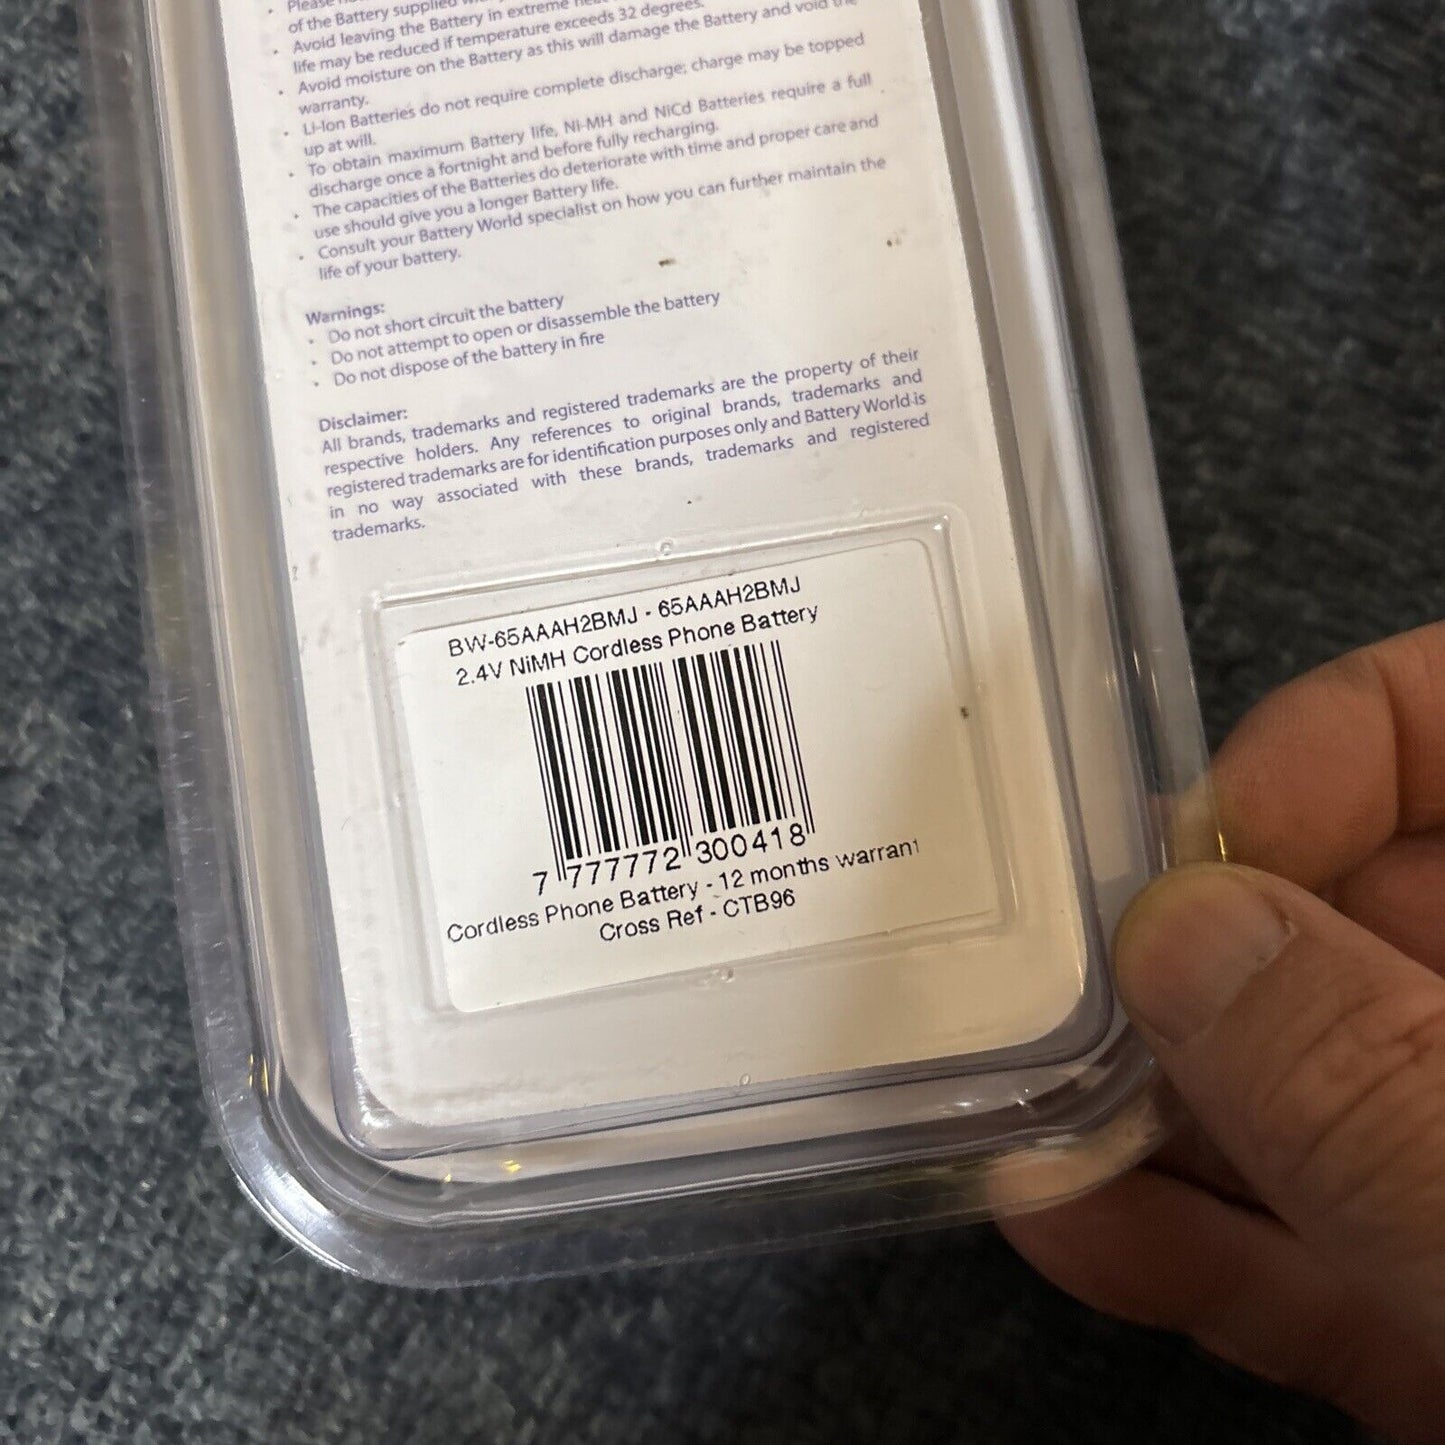 • Please
of the Battery supplied
• Avoid leaving the Battery in extreme
life may be reduced if temperature exceeds 32 degrees.
• Avoid moisture on the Battery as this will damage the Battery and void the
warranty.
• Li-Ion Batteries do not require complete discharge; charge may be topped
up at will.
• To obtain maximum Battery life, Ni-MH and NiCd Batteries require a full
discharge once a fortnight and before fully recharging.
• The capacities of the Batteries do deteriorate with time and proper care and
use should give you a longer Battery life.
• Consult your Battery World specialist on how you can further maintain the
life of your battery.
Warnings:
• Do not short circuit the battery
• Do not attempt to open or disassemble the battery
• Do not dispose of the battery in fire
Disclaimer:
All brands, trademarks and registered trademarks are the property of their
respective holders. Any references to original brands, trademarks and
registered trademarks are for identification purposes only and Battery World is
in no way associated with these brands, trademarks and registered
trademarks.
BW-65AAAH2BMJ - 65AAAH2BMJ
2.4V NiMH Cordless Phone Battery
7 777772 300418
Cordless Phone Battery - 12 months warrant
Cross Ref - CTB96